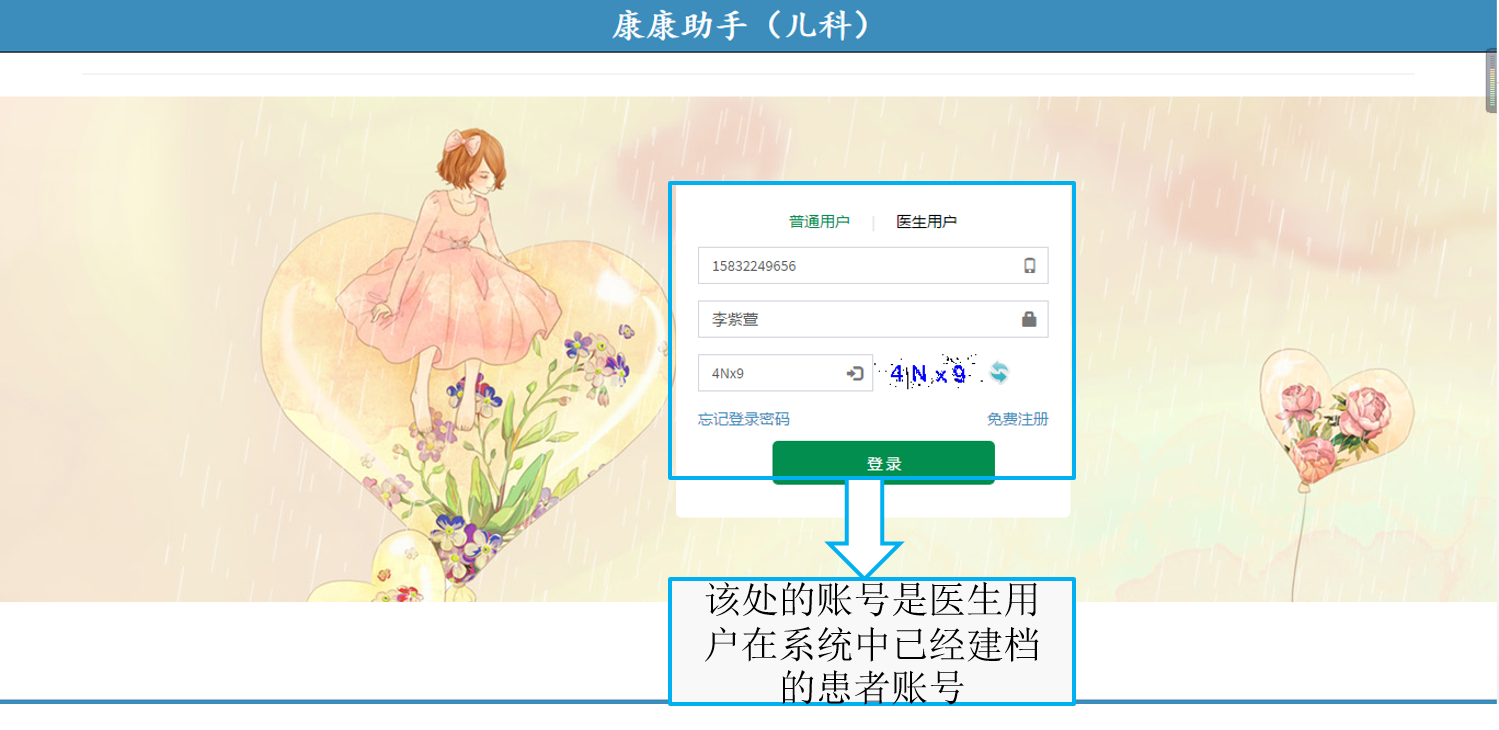 康康助手（儿科）
普通用户 | 医生用户
15832249656
李紫萱
4Nx9 4Nx9
忘记登录密码 免费注册
登录
该处的账号是医生用
户在系统中已经建档
的患者账号